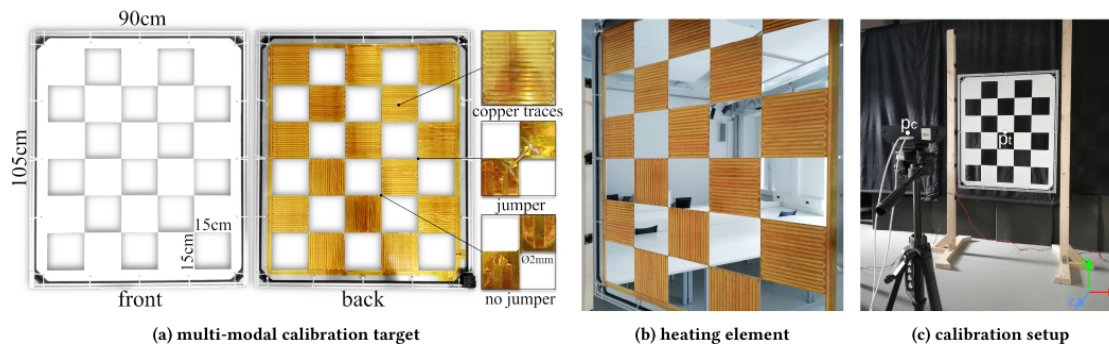 90cm
105cm
15cm
15cm
front
back
copper traces
jumper
Ø2mm
no jumper
(a) multi-modal calibration target
(b) heating element
pc
pt
z
(c) calibration setup